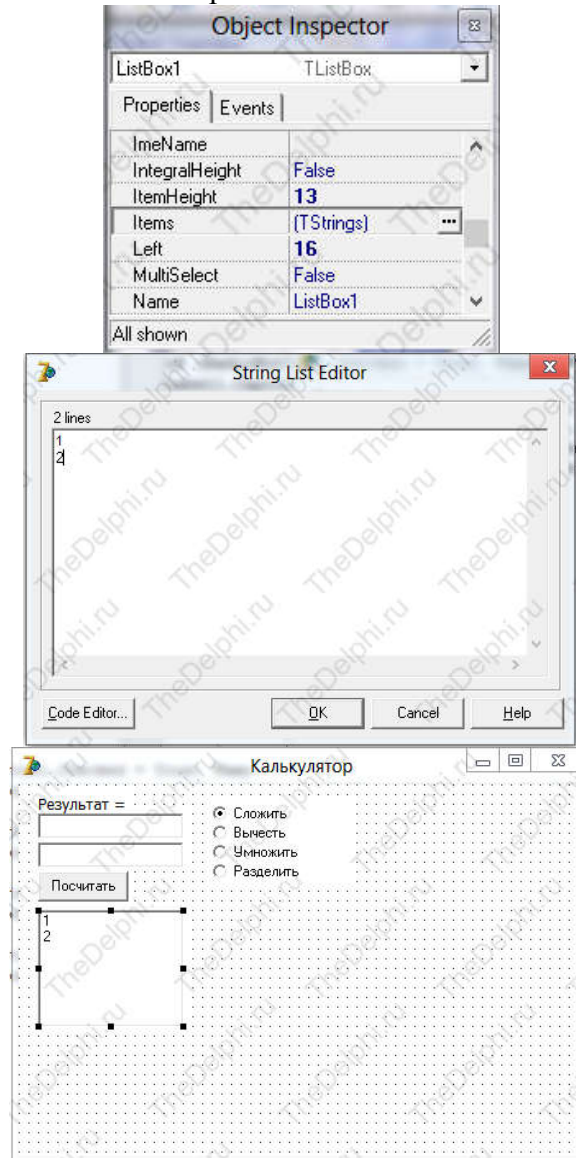 Object Inspector
ListBox1 TListBox
Properties Events
ImeName
IntegralHeight False
ItemHeight 13
Items (TStrings) ...
Left 16
MultiSelect False
Name ListBox1
All shown
String List Editor
2 lines
1
2
Code Editor... OK Cancel Help
Калькулятор
Результат =
Сложить
Вычесть
Умножить
Разделить
Посчитать
1
2
TheDelphi.ru